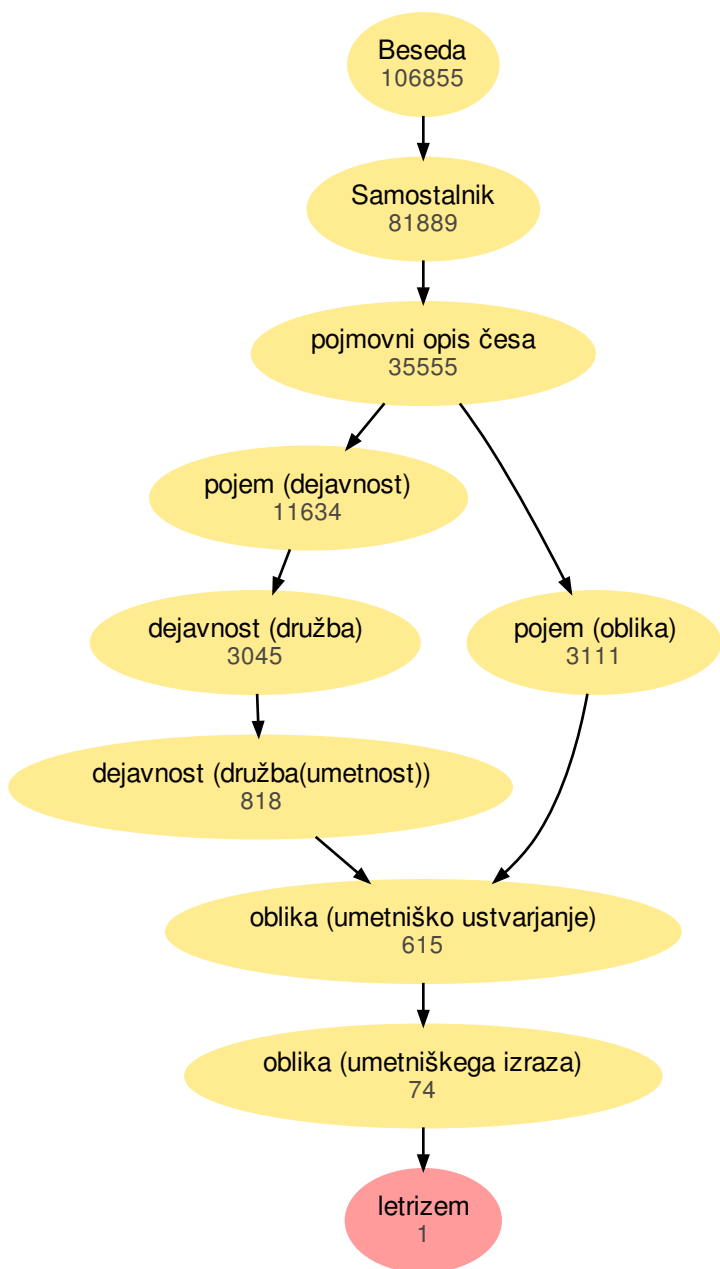 Beseda
106855
Samostalnik
81889
pojmovni opis česa
35555
pojem (dejavnost)
11634
dejavnost (družba)
3045
pojem (oblika)
3111
dejavnost (družba(umetnost))
818
oblika (umetniško ustvarjanje)
615
oblika (umetniškega izraza)
74
letrizem
1